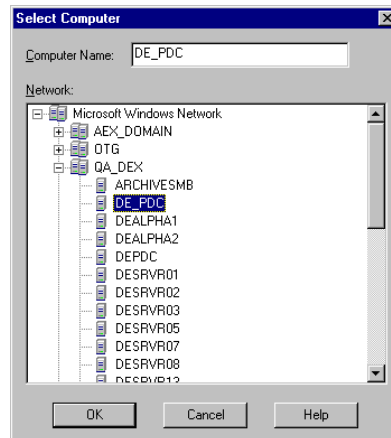 Select Computer
Computer Name: DE_PDC
Network:
Microsoft Windows Network
AEX_DOMAIN
OTG
QA_DEX
ARCHIVESMB
DE_PDC
DEALPHA1
DEALPHA2
DEPDC
DESRVR01
DESRVR02
DESRVR03
DESRVR05
DESRVR07
DESRVR08
DESRVR13
OK Cancel Help